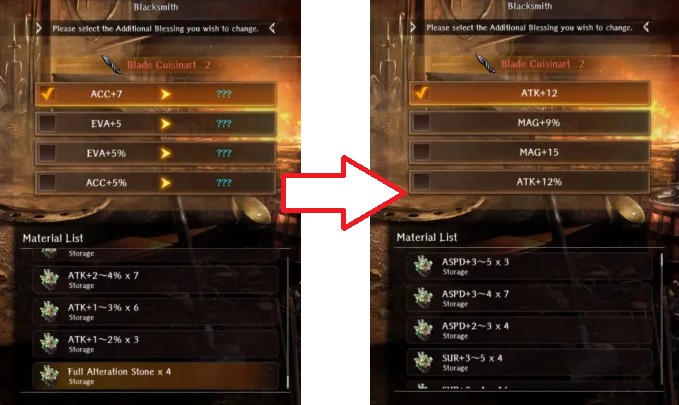 Blacksmith
Please select the Additional Blessing you wish to change.
Blade Cuisinart 2
ACC+7 ???
EVA+5 ???
EVA+5% ???
ACC+5% ???
Material List
Storage
ATK+2~4% x 7
Storage
ATK+1~3% x 6
Storage
ATK+1~2% x 3
Storage
Full Alteration Stone x 4
Storage
Blacksmith
Please select the Additional Blessing you wish to change.
Blade Cuisinart 2
ATK+12
MAG+9%
MAG+15
ATK+12%
Material List
ASPD+3~5 x 3
Storage
ASPD+3~4 x 7
Storage
ASPD+2~3 x 4
Storage
SUR+3~5 x 4
Storage